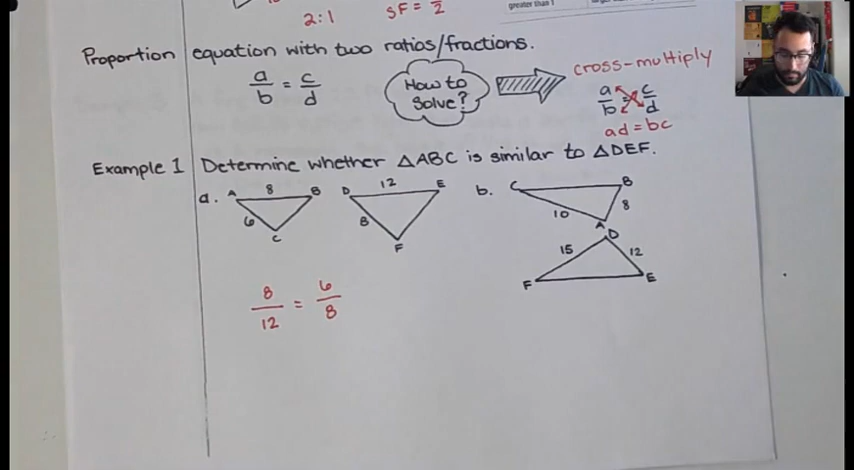 2:1 SF = 1/2
greater than 1
Proportion equation with two ratios/fractions.
a/b = c/d
How to Solve?
cross-multiply
a/b = c/d
ad = bc
Example 1 Determine whether △ABC is similar to △DEF.
a. A 8 B 6 C
D 12 E 8 F
b. C B 10 8 A
D 15 12 F E
8/12 = 6/8